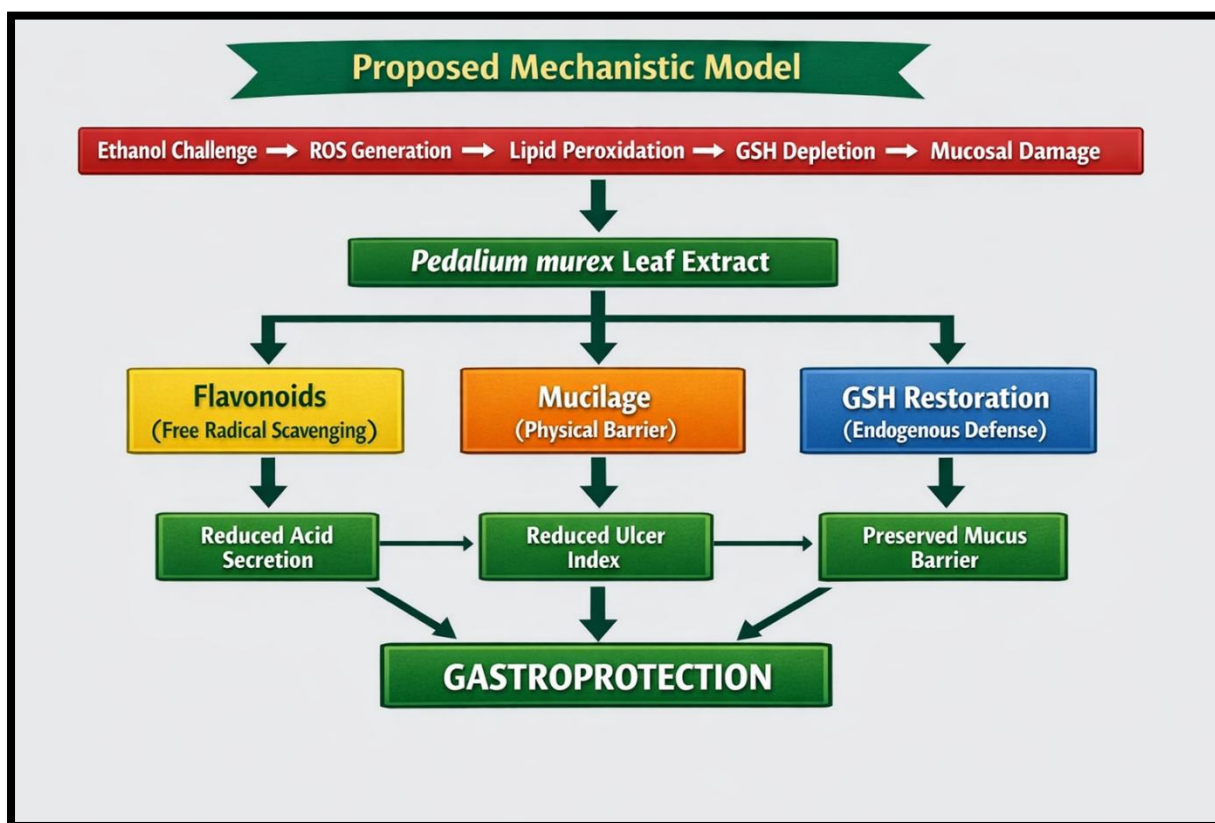 Proposed Mechanistic Model
Ethanol Challenge → ROS Generation → Lipid Peroxidation → GSH Depletion → Mucosal Damage
Pedalium murex Leaf Extract
Flavonoids
(Free Radical Scavenging)
Mucilage
(Physical Barrier)
GSH Restoration
(Endogenous Defense)
Reduced Acid
Secretion
Reduced Ulcer
Index
Preserved Mucus
Barrier
GASTROPROTECTION